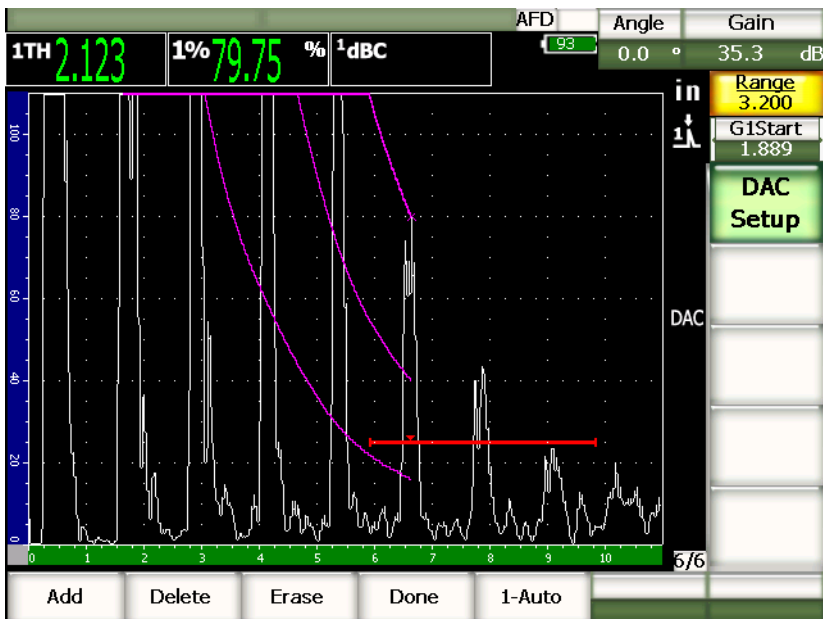 AFD
1TH 2.123 1% 79.75 % 1dBC
93
Angle
0.0 °
Gain
35.3 dB
in
Range
3.200
1
G1Start
1.889
DAC
Setup
DAC
100
80
60
40
20
0
0 1 2 3 4 5 6 7 8 9 10
6/6
Add Delete Erase Done 1-Auto